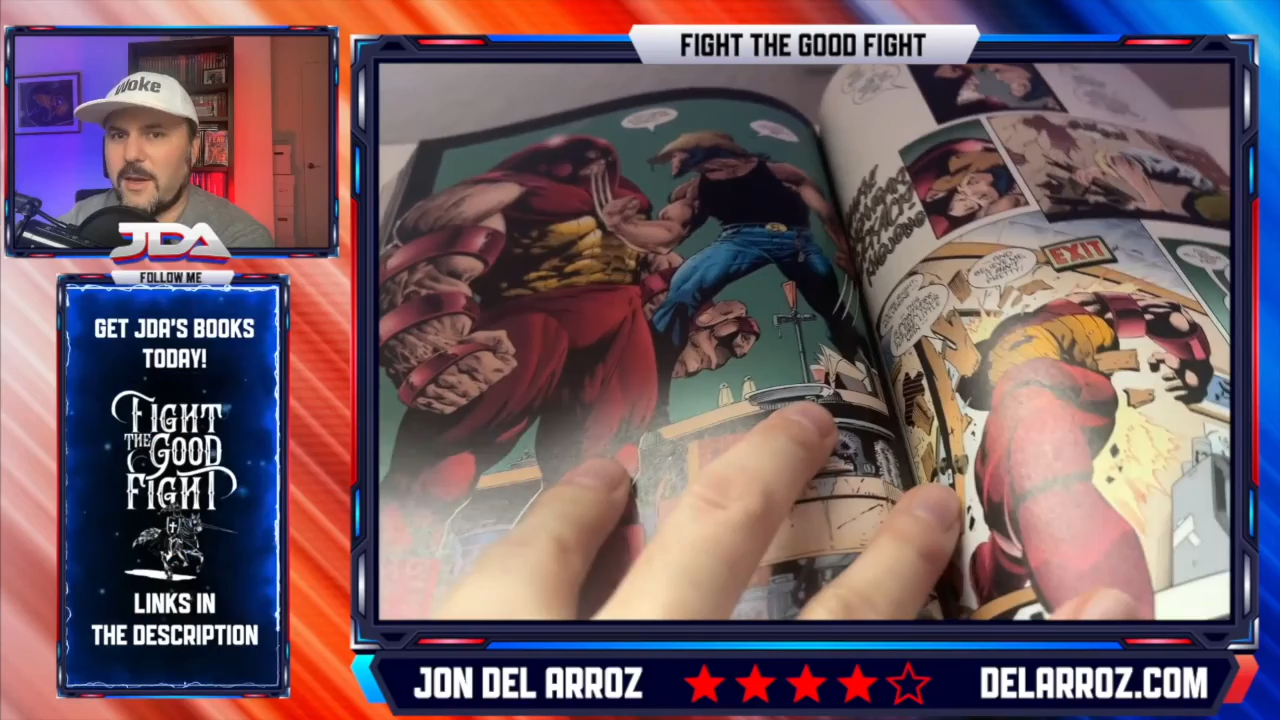 FIGHT THE GOOD FIGHT
Woke
JDA
FOLLOW ME
GET JDA'S BOOKS
TODAY!
FIGHT
THE GOOD
FIGHT
LINKS IN
THE DESCRIPTION
EXIT
JON DEL ARROZ
DELARROZ.COM